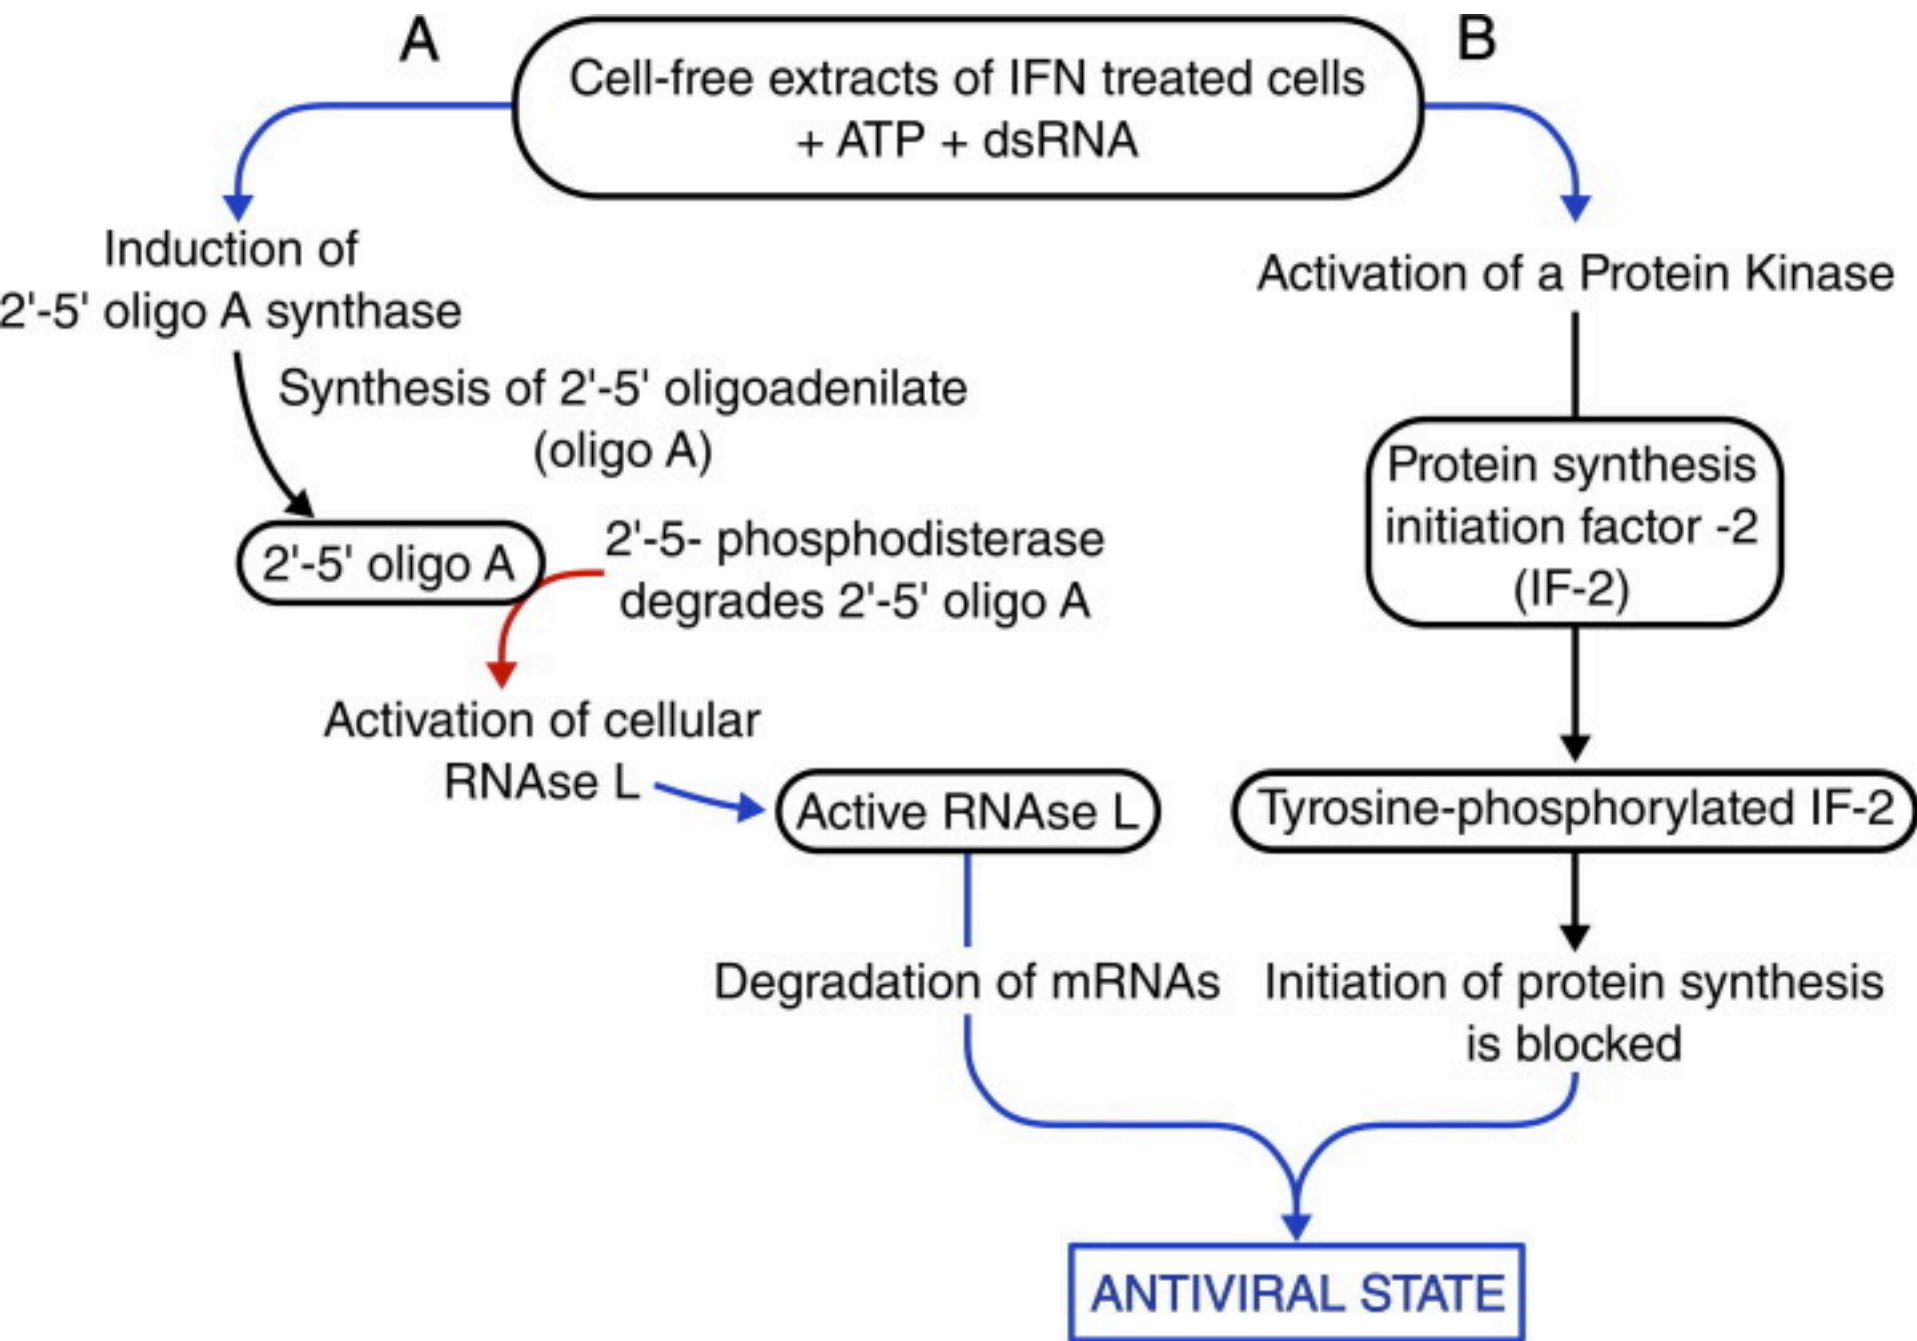 A
B
Cell-free extracts of IFN treated cells
+ ATP + dsRNA
Induction of
2'-5' oligo A synthase
Synthesis of 2'-5' oligoadenilate
(oligo A)
2'-5' oligo A
2'-5- phosphodisterase
degrades 2'-5' oligo A
Activation of cellular
RNAse L
Active RNAse L
Degradation of mRNAs
Activation of a Protein Kinase
Protein synthesis
initiation factor -2
(IF-2)
Tyrosine-phosphorylated IF-2
Initiation of protein synthesis
is blocked
ANTIVIRAL STATE